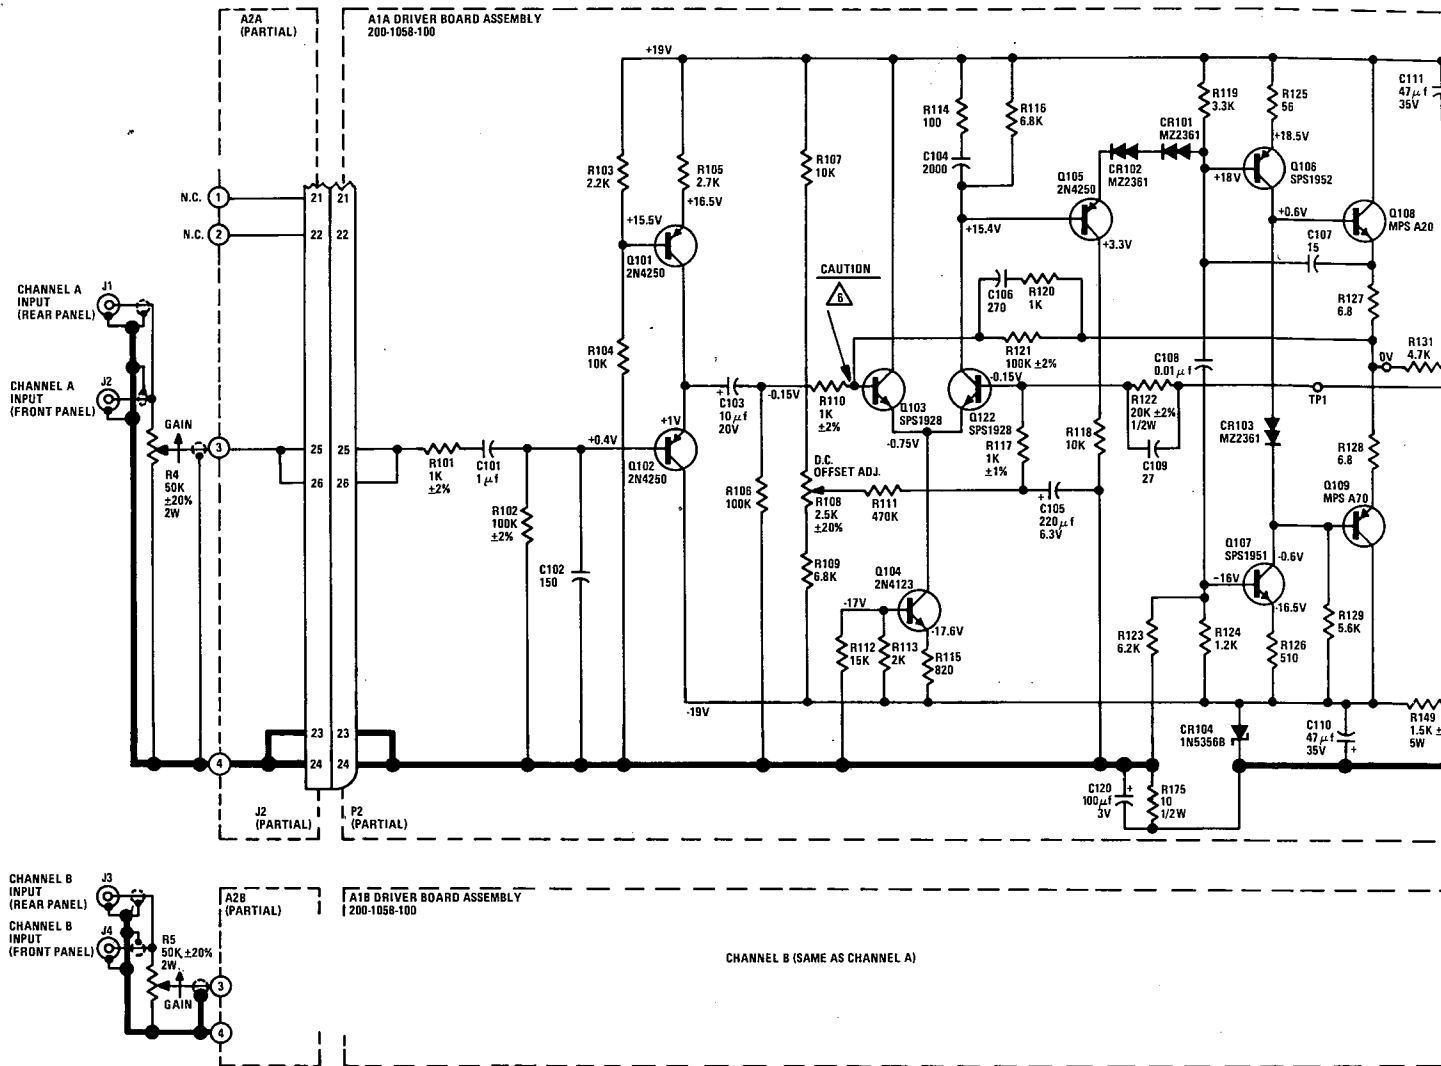 A2A
(PARTIAL)
A1A DRIVER BOARD ASSEMBLY
200-1058-100
+19V
C111
47μf
35V
R114
100
R116
6.8K
R119
3.3K
R125
56
CR101
MZ2361
+18.5V
C104
2000
R103
2.2K
R105
2.7K
R107
10K
Q105
2N4250
CR102
MZ2361
Q106
SPS1952
+18V
N.C.
1
21
21
+16.5V
+15.5V
+0.6V
Q108
MPS A20
N.C.
2
22
22
+15.4V
+3.3V
C107
15
Q101
2N4250
CAUTION
6
CHANNEL A
INPUT
(REAR PANEL)
J1
C106
270
R120
1K
R127
6.8
R104
10K
R121
100K ±2%
C108
0.01μf
0V
R131
4.7K
CHANNEL A
INPUT
(FRONT PANEL)
J2
+
C103
10μf
20V
-0.15V
R110
1K
±2%
Q103
SPS1928
-0.15V
Q122
SPS1928
R122
20K ±2%
1/2W
TP1
GAIN
3
25
25
+1V
+0.4V
-0.75V
R117
1K
±1%
R118
10K
CR103
MZ2361
R128
6.8
R4
50K
±20%
2W
26
26
R101
1K
±2%
C101
1μf
Q102
2N4250
D.C.
OFFSET ADJ.
C109
27
R102
100K
±2%
R106
100K
R108
2.5K
±20%
R111
470K
+
C105
220μf
6.3V
Q109
MPS A70
C102
150
R109
6.8K
Q104
2N4123
Q107
SPS1951
-0.6V
-16V
-17V
-16.5V
-17.6V
R112
15K
R113
2K
R115
820
R123
6.2K
R124
1.2K
R126
510
R129
5.6K
-19V
23
23
CR104
1N5356B
C110
47μf
35V
+
R149
1.5K ±
5W
4
24
24
C120
100μf
3V
+
R175
10
1/2W
J2
(PARTIAL)
P2
(PARTIAL)
CHANNEL B
INPUT
(REAR PANEL)
J3
A2B
(PARTIAL)
A1B DRIVER BOARD ASSEMBLY
200-1058-100
CHANNEL B
INPUT
(FRONT PANEL)
J4
R5
50K ±20%
2W
CHANNEL B (SAME AS CHANNEL A)
3
GAIN
4